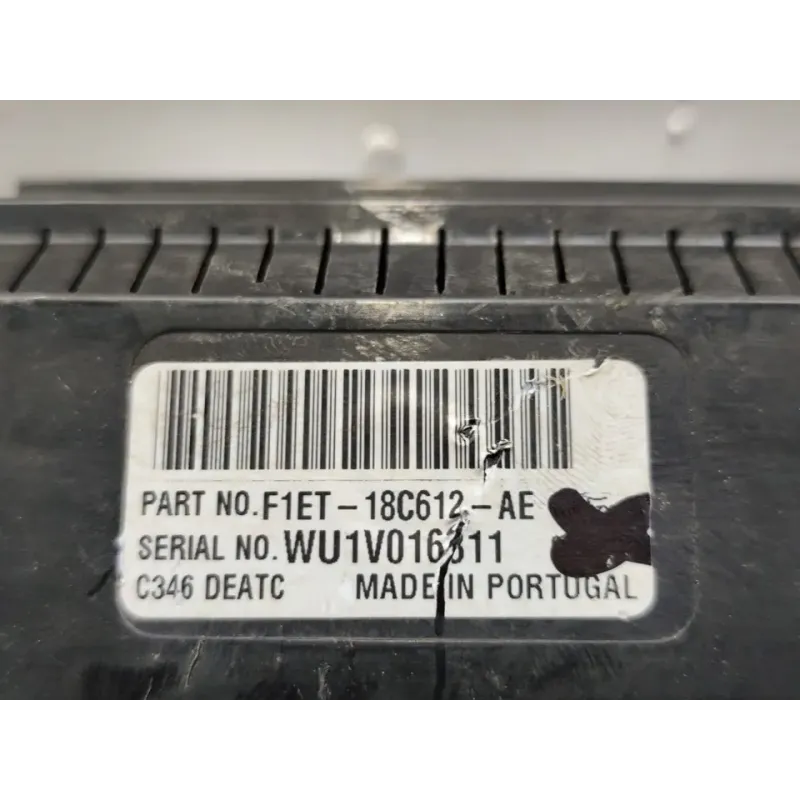 PART NO. F1ET-18C612-AE
SERIAL NO. WU1V016311
C346 DEATC MADE IN PORTUGAL